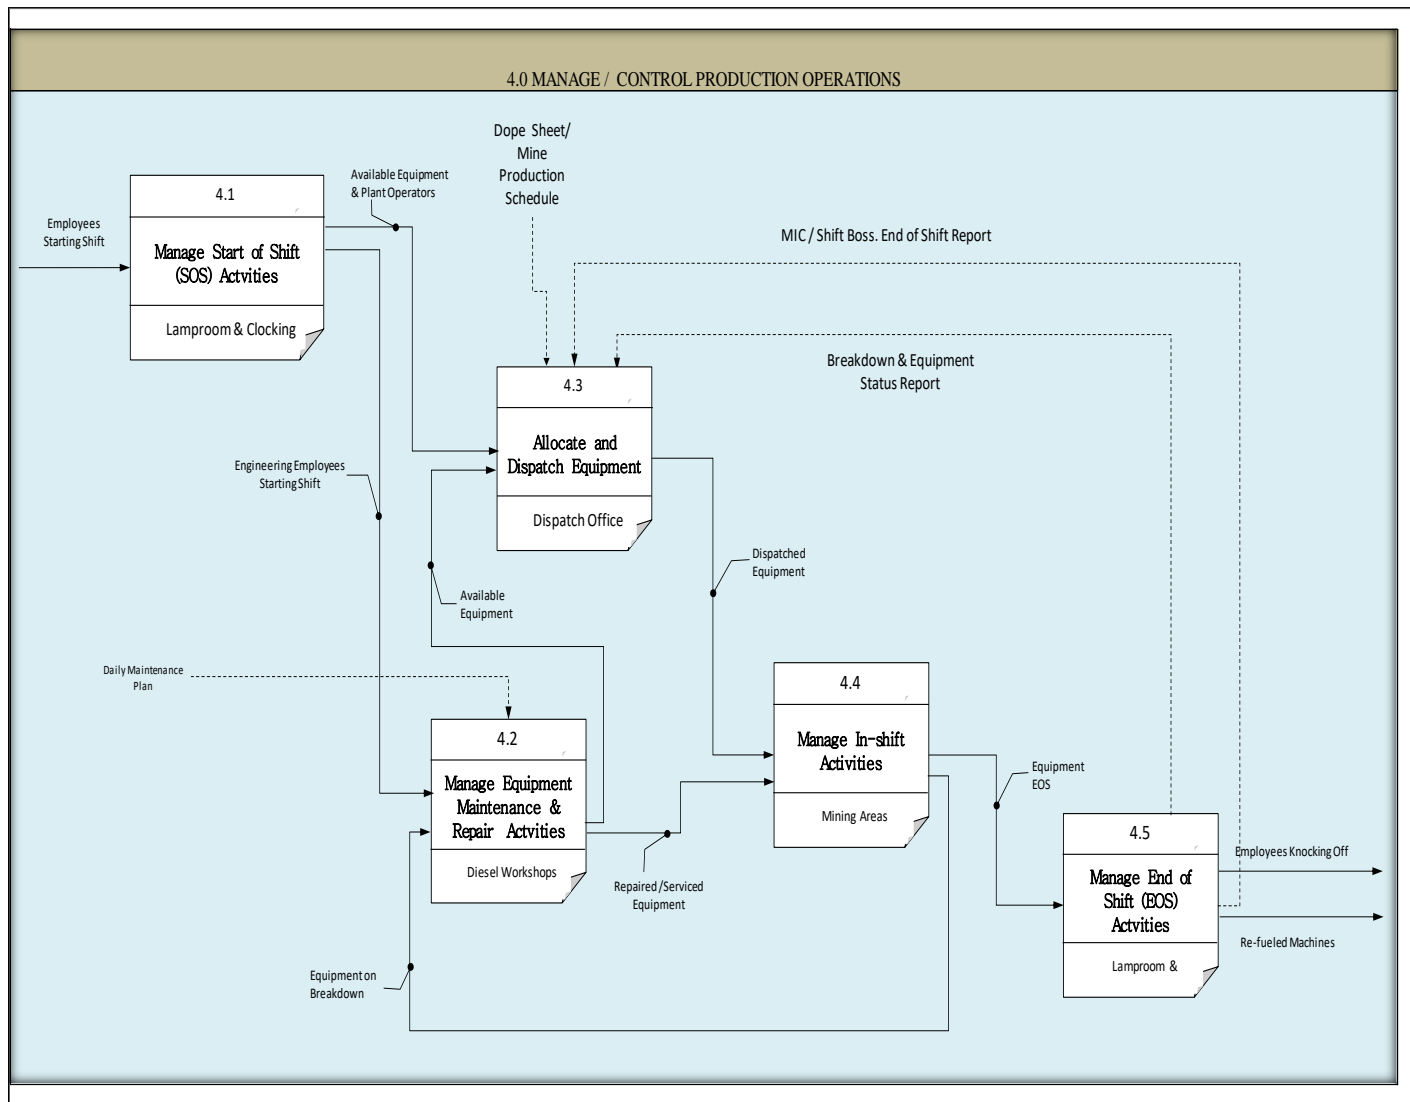 4.0 MANAGE / CONTROL PRODUCTION OPERATIONS
Dope Sheet/
Mine
Production
Schedule
Available Equipment
& Plant Operators
4.1
Manage Start of Shift
(SOS) Actvities
Lamproom & Clocking
Employees
Starting Shift
MIC / Shift Boss. End of Shift Report
Breakdown & Equipment
Status Report
4.3
Allocate and
Dispatch Equipment
Dispatch Office
Engineering Employees
Starting Shift
Dispatched
Equipment
Available
Equipment
Daily Maintenance
Plan
4.2
Manage Equipment
Maintenance &
Repair Actvities
Diesel Workshops
4.4
Manage In-shift
Activities
Mining Areas
Equipment
EOS
Repaired /Serviced
Equipment
4.5
Manage End of
Shift (EOS)
Actvities
Lamproom &
Employees Knocking Off
Re-fueled Machines
Equipment on
Breakdown